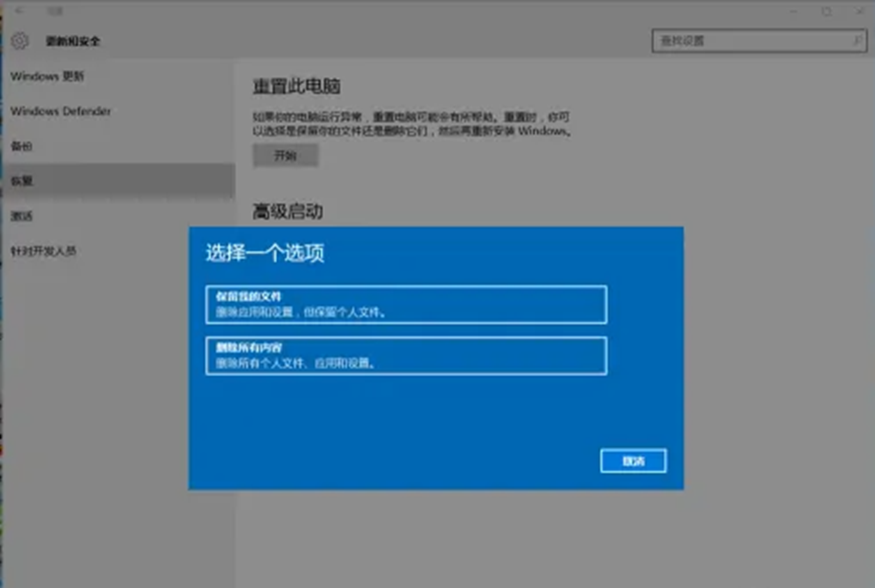 设置
更新和安全
查找设置
Windows 更新
Windows Defender
备份
恢复
激活
针对开发人员
重置此电脑
如果你的电脑运行异常，重置电脑可能会有所帮助。重置时，你可
以选择是保留你的文件还是删除它们，然后再重新安装 Windows。
开始
高级启动
选择一个选项
保留我的文件
删除应用和设置，但保留个人文件。
删除所有内容
删除所有个人文件、应用和设置。
取消